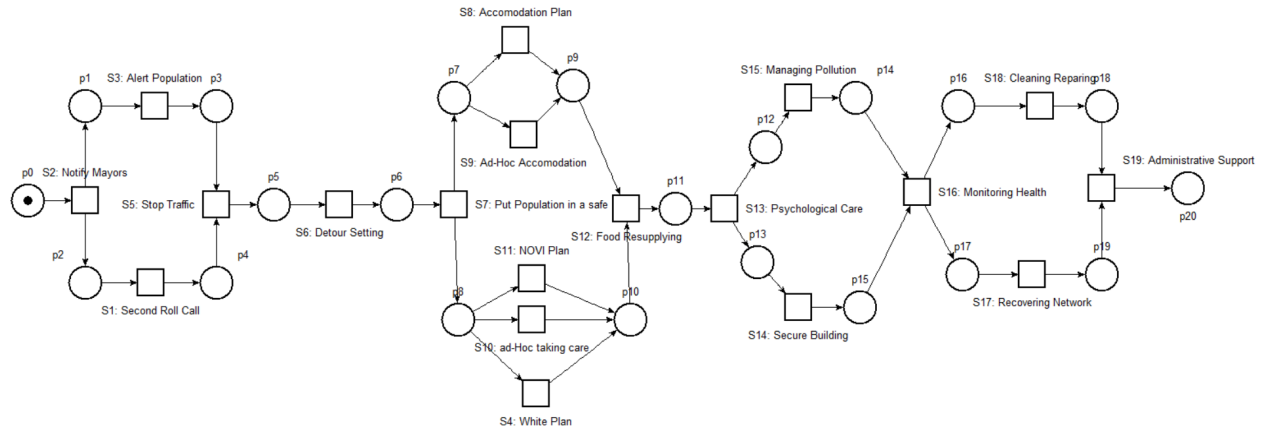 S8: Accomodation Plan
p7
p9
S15: Managing Pollution
p14
p1
S3: Alert Population
p3
p16
S18: Cleaning Reparing
p18
p12
S9: Ad-Hoc Accomodation
S19: Administrative Support
p0
S2: Notify Mayors
p5
p6
p11
S5: Stop Traffic
S7: Put Population in a safe
S16: Monitoring Health
S13: Psychological Care
p20
S6: Detour Setting
S12: Food Resupplying
p13
p2
p4
S11: NOVI Plan
p17
p19
p15
p8
p10
S1: Second Roll Call
S17: Recovering Network
S14: Secure Building
S10: ad-Hoc taking care
S4: White Plan